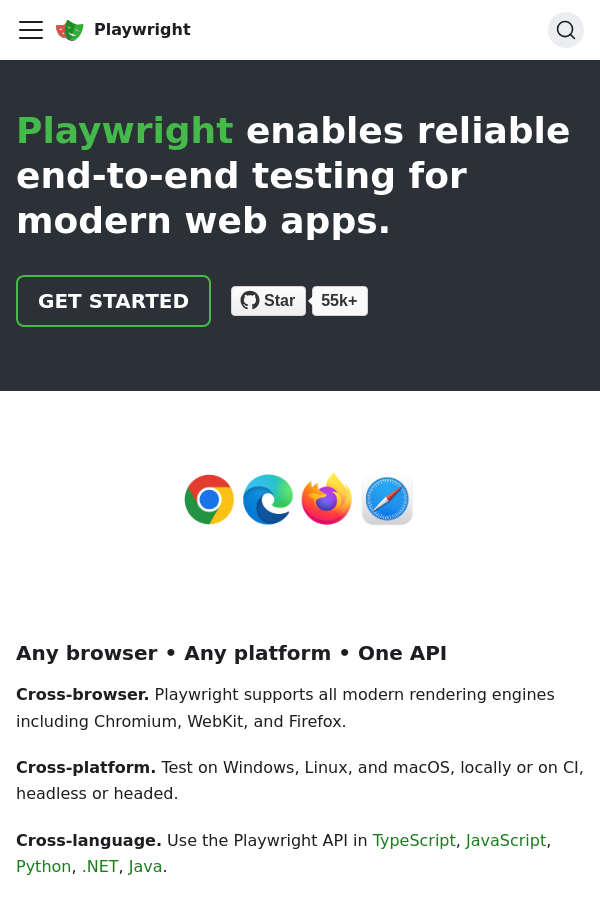 Playwright
Playwright enables reliable
end-to-end testing for
modern web apps.
GET STARTED
Star
55k+
Any browser • Any platform • One API
Cross-browser. Playwright supports all modern rendering engines
including Chromium, WebKit, and Firefox.
Cross-platform. Test on Windows, Linux, and macOS, locally or on CI,
headless or headed.
Cross-language. Use the Playwright API in TypeScript, JavaScript,
Python, .NET, Java.